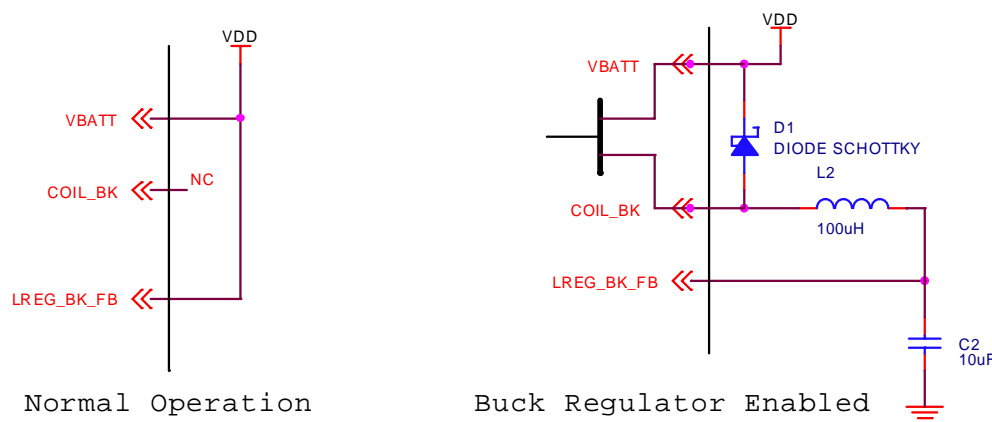 VDD
VBATT
COIL_BK
NC
LREG_BK_FB
Normal Operation
VDD
VBATT
D1
DIODE SCHOTTKY
L2
COIL_BK
100uH
LREG_BK_FB
C2
10uF
Buck Regulator Enabled